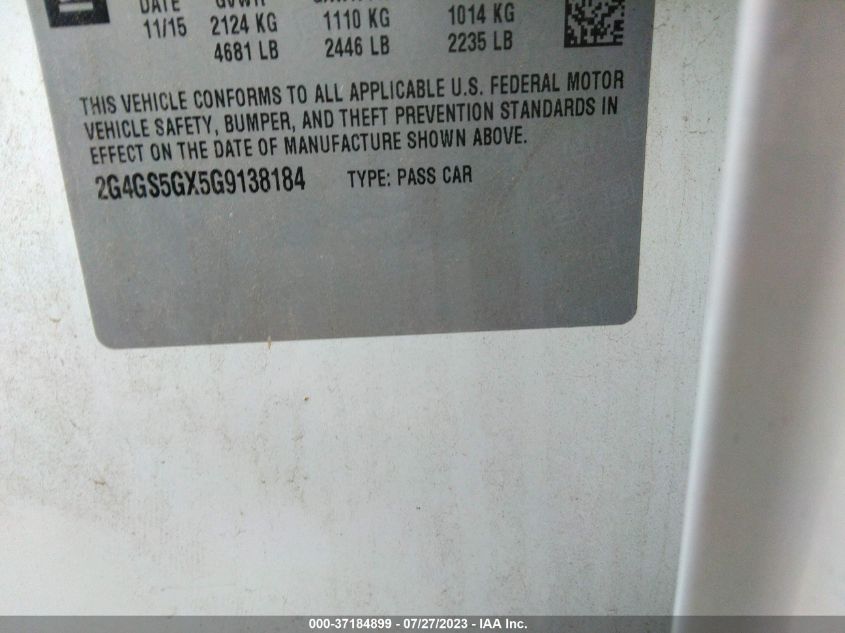 DATE GVWR
11/15 2124 KG 1110 KG 1014 KG
4681 LB 2446 LB 2235 LB
THIS VEHICLE CONFORMS TO ALL APPLICABLE U.S. FEDERAL MOTOR
VEHICLE SAFETY, BUMPER, AND THEFT PREVENTION STANDARDS IN
EFFECT ON THE DATE OF MANUFACTURE SHOWN ABOVE.
2G4GS5GX5G9138184 TYPE: PASS CAR
000-37184899 - 07/27/2023 - IAA Inc.